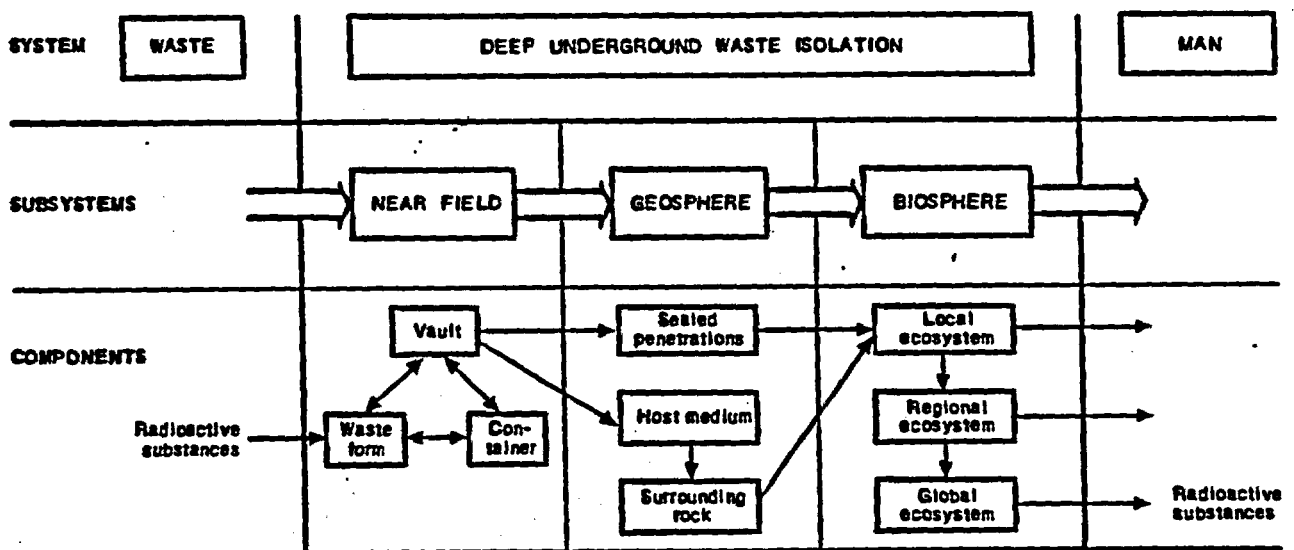 SYSTEM
WASTE
DEEP UNDERGROUND WASTE ISOLATION
MAN
SUBSYSTEMS
NEAR FIELD
GEOSPHERE
BIOSPHERE
COMPONENTS
Vault
Sealed
penetrations
Local
ecosystem
Radioactive
substances
Waste
form
Con-
tainer
Host medium
Regional
ecosystem
Surrounding
rock
Global
ecosystem
Radioactive
substances